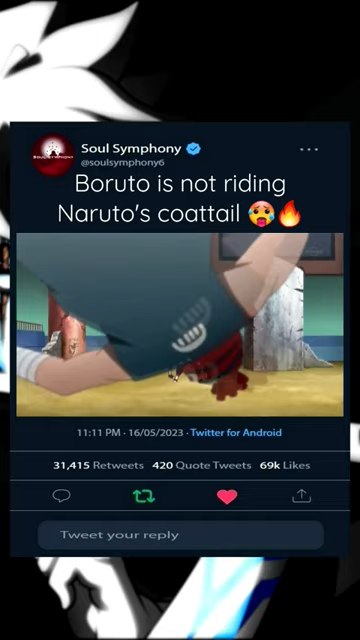 SOULSYMPHONY
Soul Symphony
@soulsymphony6
Boruto is not riding
Naruto's coattail 🥵🔥
11:11 PM · 16/05/2023 · Twitter for Android
31,415 Retweets 420 Quote Tweets 69k Likes
Tweet your reply